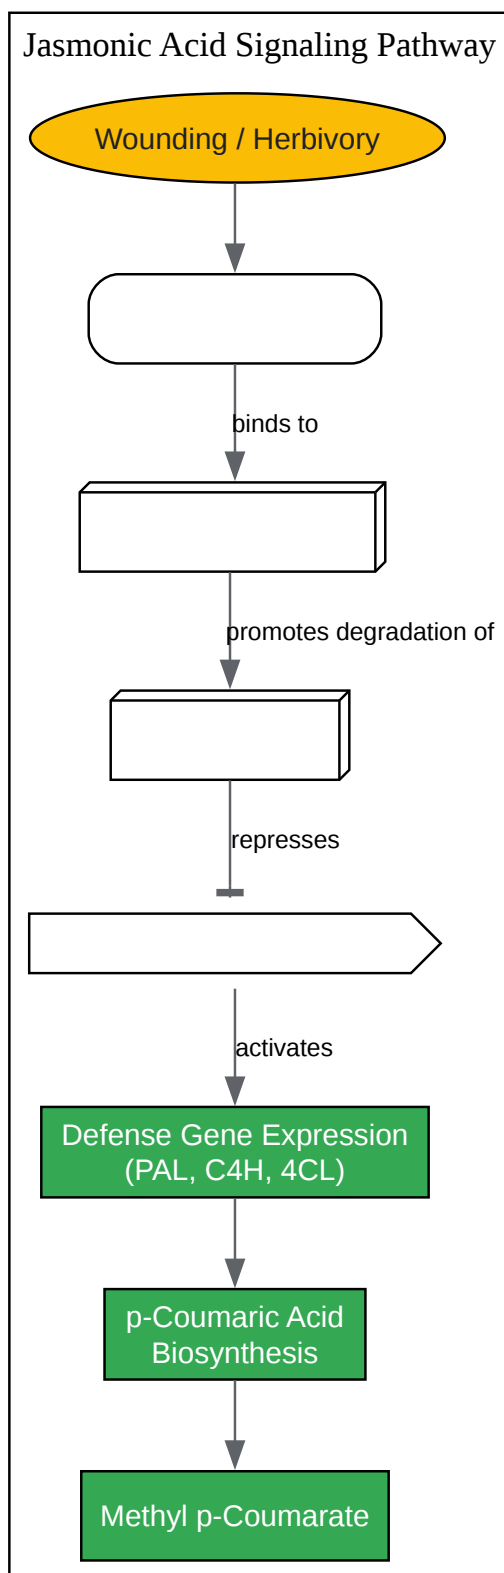 Jasmonic Acid Signaling Pathway
Wounding / Herbivory
binds to
promotes degradation of
represses
activates
Defense Gene Expression
(PAL, C4H, 4CL)
p-Coumaric Acid
Biosynthesis
Methyl p-Coumarate